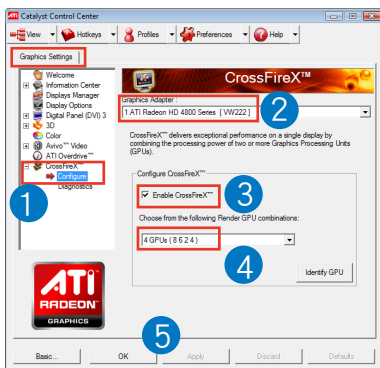 ATI Catalyst Control Center
View Hotkeys Profiles Preferences Help
Graphics Settings
Welcome
Information Center
Displays Manager
Display Options
Digital Panel (DVI) 3
3D
Color
Avivo™ Video
ATI Overdrive™
CrossFireX™
Configure
Diagnostics
1
ATI
RADEON
GRAPHICS
CrossFireX™
Graphics Adapter :
1.ATI Radeon HD 4800 Series [ VW222 ]
2
CrossFireX™ delivers exceptional performance on a single display by
combining the processing power of two or more Graphics Processing Units
(GPUs).
Configure CrossFireX™
Enable CrossFireX™
3
Choose from the following Render GPU combinations:
4 GPUs ( 8 6 2 4 )
4
Identify GPU
5
Basic... OK Apply Discard Defaults